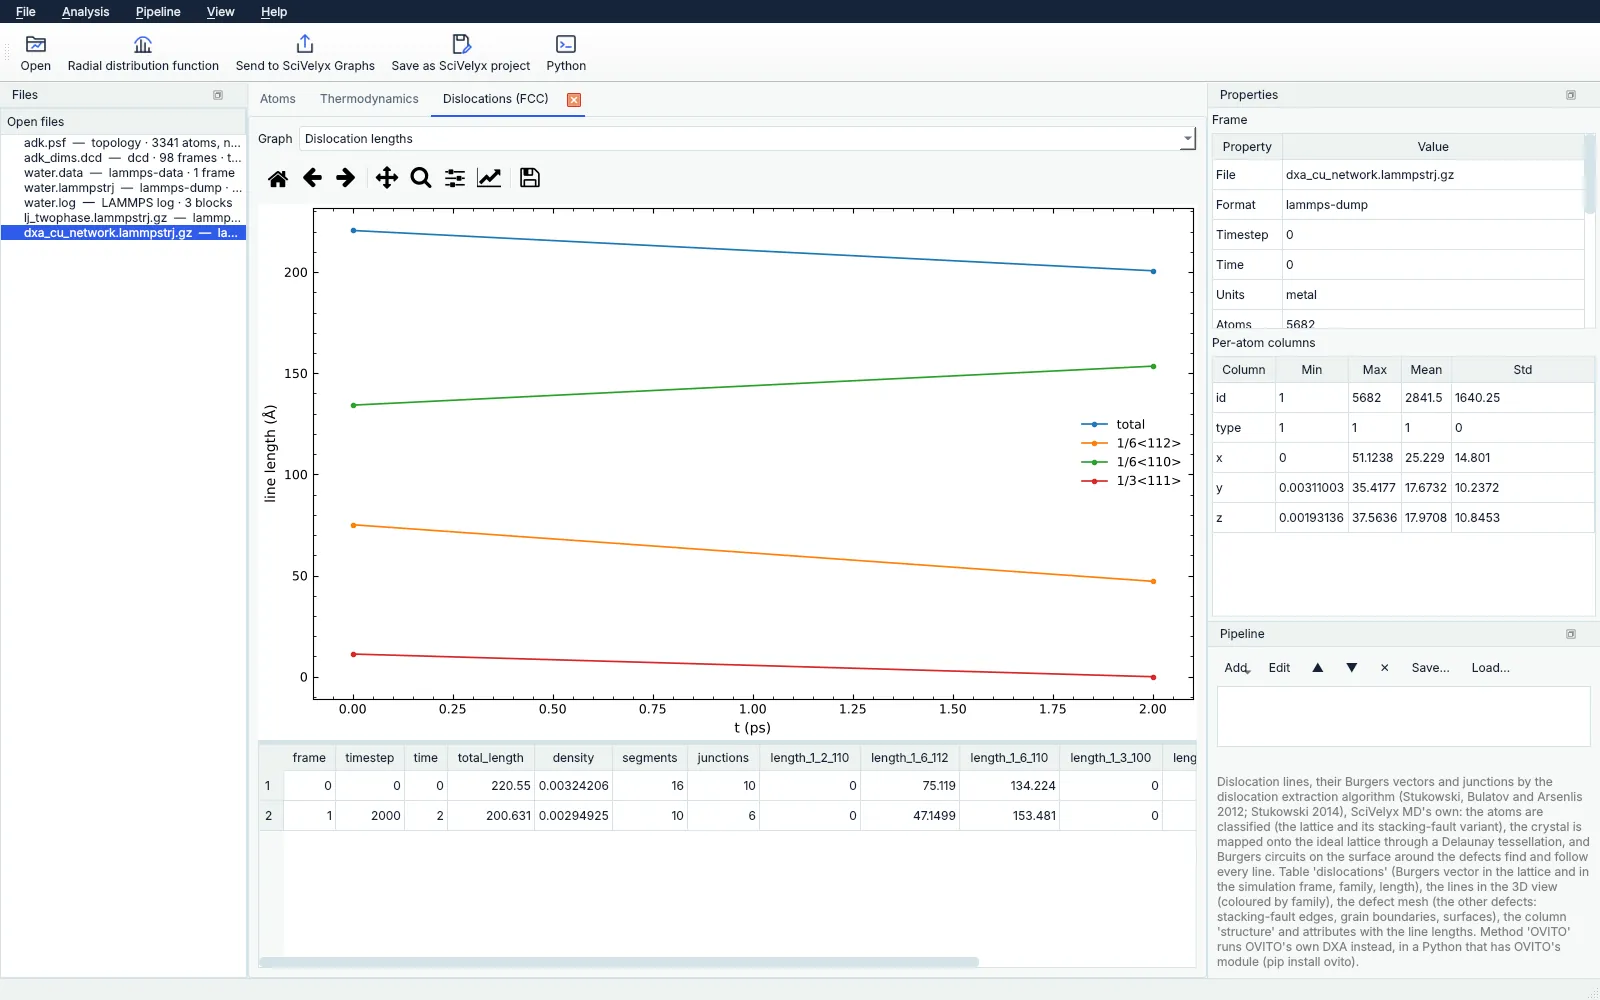 File Analysis Pipeline View Help
Open Radial distribution function Send to SciVelyx Graphs Save as SciVelyx project Python
Files
Open files
adk.psf — topology · 3341 atoms, n...
adk_dims.dcd — dcd · 98 frames · t...
water.data — lammps-data · 1 frame
water.lammpstrj — lammps-dump · ...
water.log — LAMMPS log · 3 blocks
lj_twophase.lammpstrj.gz — lammp...
dxa_cu_network.lammpstrj.gz — la...
Atoms Thermodynamics Dislocations (FCC)
Graph Dislocation lengths
line length (Å)
200
150
100
50
0
total
1/6<112>
1/6<110>
1/3<111>
0.00 0.25 0.50 0.75 1.00 1.25 1.50 1.75 2.00
t (ps)
frame timestep time total_length density segments junctions length_1_2_110 length_1_6_112 length_1_6_110 length_1_3_100 leng
1 0 0 0 220.55 0.00324206 16 10 0 75.119 134.224 0
2 1 2000 2 200.631 0.00294925 10 6 0 47.1499 153.481 0
Properties
Frame
Property Value
File dxa_cu_network.lammpstrj.gz
Format lammps-dump
Timestep 0
Time 0
Units metal
Atoms 5682
Per-atom columns
Column Min Max Mean Std
id 1 5682 2841.5 1640.25
type 1 1 1 0
x 0 51.1238 25.229 14.801
y 0.00311003 35.4177 17.6732 10.2372
z 0.00193136 37.5636 17.9708 10.8453
Pipeline
Add Edit ▲ ▼ × Save... Load...
Dislocation lines, their Burgers vectors and junctions by the
dislocation extraction algorithm (Stukowski, Bulatov and Arsenlis
2012; Stukowski 2014), SciVelyx MD's own: the atoms are
classified (the lattice and its stacking-fault variant), the crystal is
mapped onto the ideal lattice through a Delaunay tessellation, and
Burgers circuits on the surface around the defects find and follow
every line. Table 'dislocations' (Burgers vector in the lattice and in
the simulation frame, family, length), the lines in the 3D view
(coloured by family), the defect mesh (the other defects:
stacking-fault edges, grain boundaries, surfaces), the column
'structure' and attributes with the line lengths. Method 'OVITO'
runs OVITO's own DXA instead, in a Python that has OVITO's
module (pip install ovito).